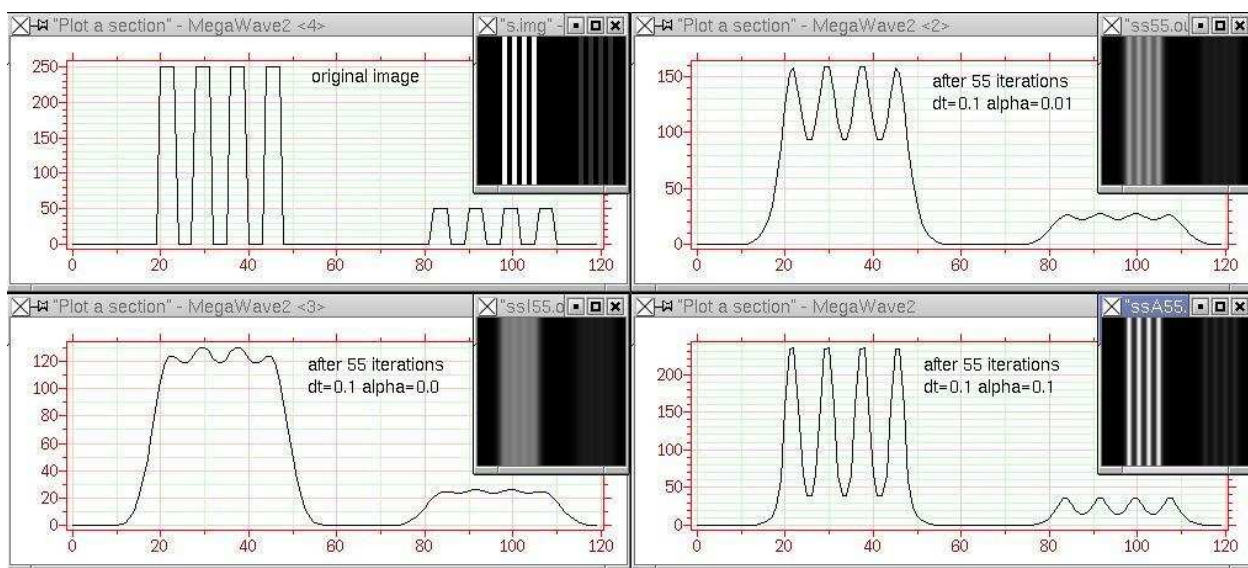 "Plot a section" - MegaWave2 <4>
"s.img" -
250
200
150
100
50
0
original image
0 20 40 60 80 100 120
"Plot a section" - MegaWave2 <2>
"ss55.ou
150
100
50
0
after 55 iterations
dt=0.1 alpha=0.01
0 20 40 60 80 100 120
"Plot a section" - MegaWave2 <3>
"ssI55.o
120
100
80
60
40
20
0
after 55 iterations
dt=0.1 alpha=0.0
0 20 40 60 80 100 120
"Plot a section" - MegaWave2
"ssA55.
200
150
100
50
0
after 55 iterations
dt=0.1 alpha=0.1
0 20 40 60 80 100 120